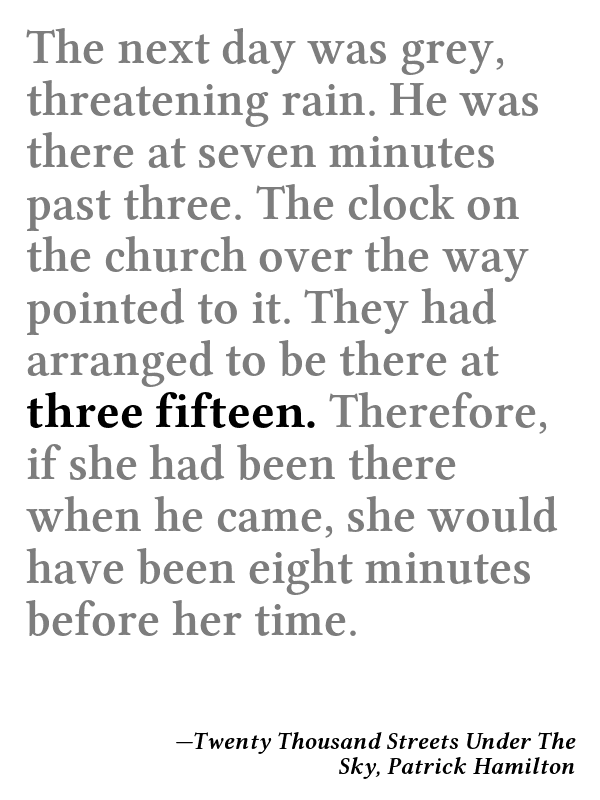 The next day was grey,
threatening rain. He was
there at seven minutes
past three. The clock on
the church over the way
pointed to it. They had
arranged to be there at
three fifteen. Therefore,
if she had been there
when he came, she would
have been eight minutes
before her time.
—Twenty Thousand Streets Under The
Sky, Patrick Hamilton